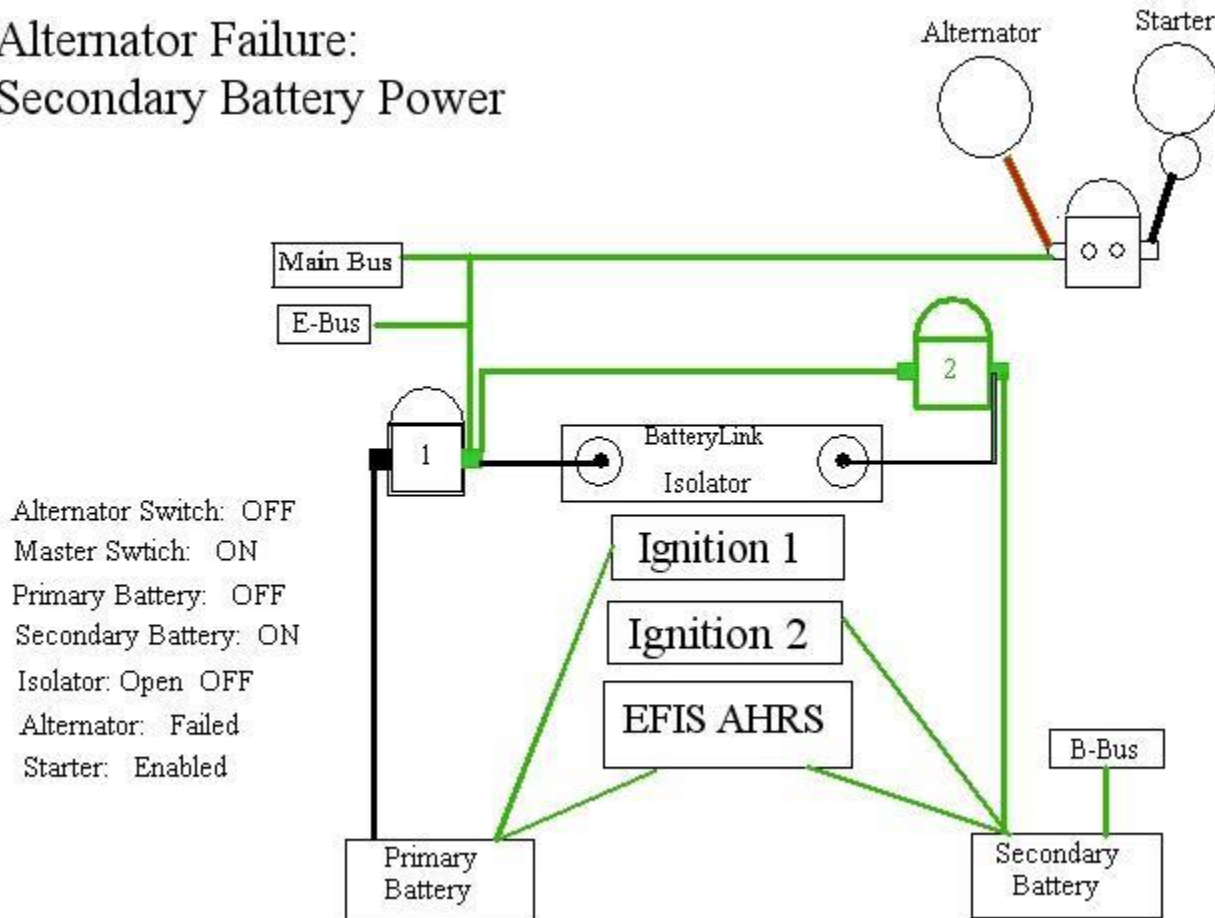 Alternator Failure:
Secondary Battery Power
Alternator
Starter
Main Bus
E-Bus
2
1
BatteryLink
Isolator
Alternator Switch: OFF
Master Swtich: ON
Primary Battery: OFF
Secondary Battery: ON
Isolator: Open OFF
Alternator: Failed
Starter: Enabled
Ignition 1
Ignition 2
EFIS AHRS
B-Bus
Primary
Battery
Secondary
Battery